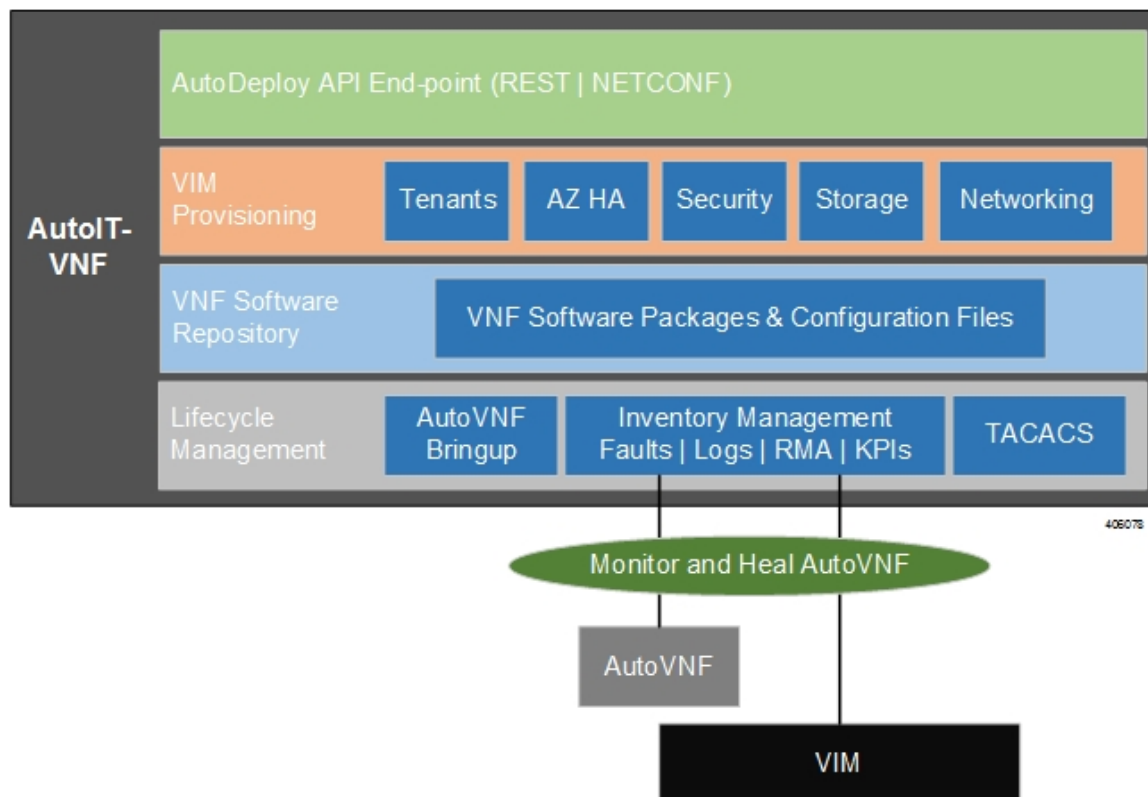 AutoIT-
VNF
AutoDeploy API End-point (REST | NETCONF)
VIM
Provisioning
Tenants
AZ HA
Security
Storage
Networking
VNF Software
Repository
VNF Software Packages & Configuration Files
Lifecycle
Management
AutoVNF
Bringup
Inventory Management
Faults | Logs | RMA | KPIs
TACACS
406078
Monitor and Heal AutoVNF
AutoVNF
VIM